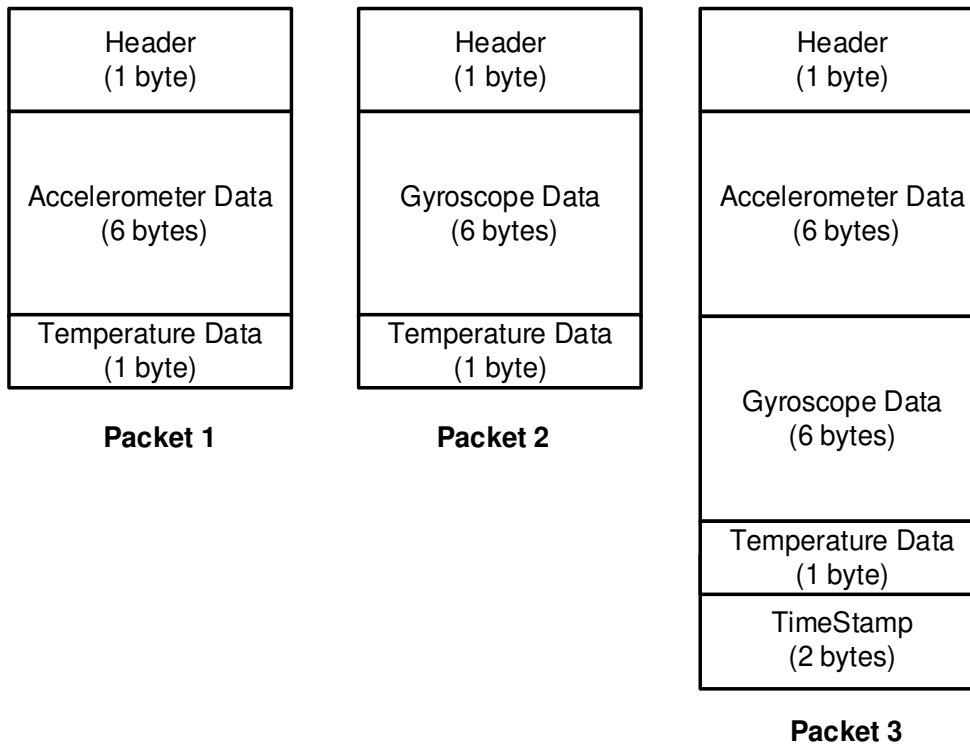 Header
(1 byte)
Accelerometer Data
(6 bytes)
Temperature Data
(1 byte)
Packet 1
Header
(1 byte)
Gyroscope Data
(6 bytes)
Temperature Data
(1 byte)
Packet 2
Header
(1 byte)
Accelerometer Data
(6 bytes)
Gyroscope Data
(6 bytes)
Temperature Data
(1 byte)
TimeStamp
(2 bytes)
Packet 3